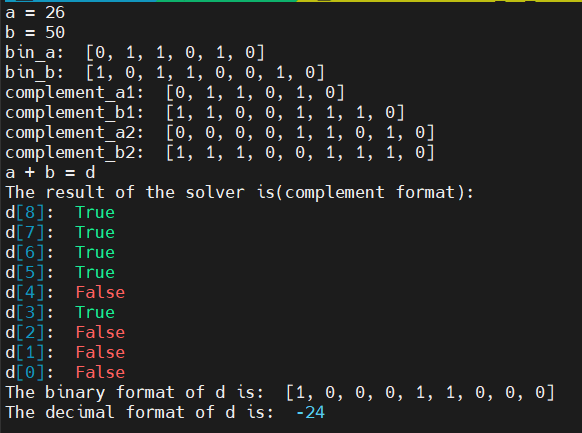 a = 26
b = 50
bin_a:  [0, 1, 1, 0, 1, 0]
bin_b:  [1, 0, 1, 1, 0, 0, 1, 0]
complement_a1:  [0, 1, 1, 0, 1, 0]
complement_b1:  [1, 1, 0, 0, 1, 1, 1, 0]
complement_a2:  [0, 0, 0, 0, 1, 1, 0, 1, 0]
complement_b2:  [1, 1, 1, 0, 0, 1, 1, 1, 0]
a + b = d
The result of the solver is(complement format):
d[8]:  True
d[7]:  True
d[6]:  True
d[5]:  True
d[4]:  False
d[3]:  True
d[2]:  False
d[1]:  False
d[0]:  False
The binary format of d is:  [1, 0, 0, 0, 1, 1, 0, 0, 0]
The decimal format of d is:  -24